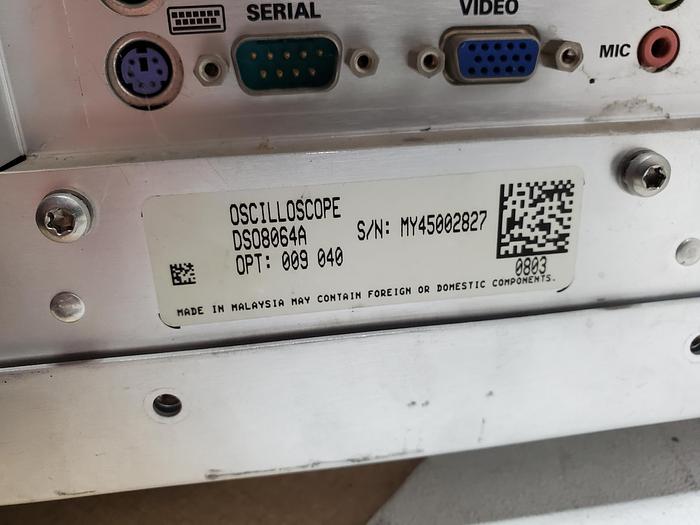 SERIAL
VIDEO
MIC
OSCILLOSCOPE
DSO8064A
S/N: MY45002827
OPT: 009 040
0803
MADE IN MALAYSIA MAY CONTAIN FOREIGN OR DOMESTIC COMPONENTS.